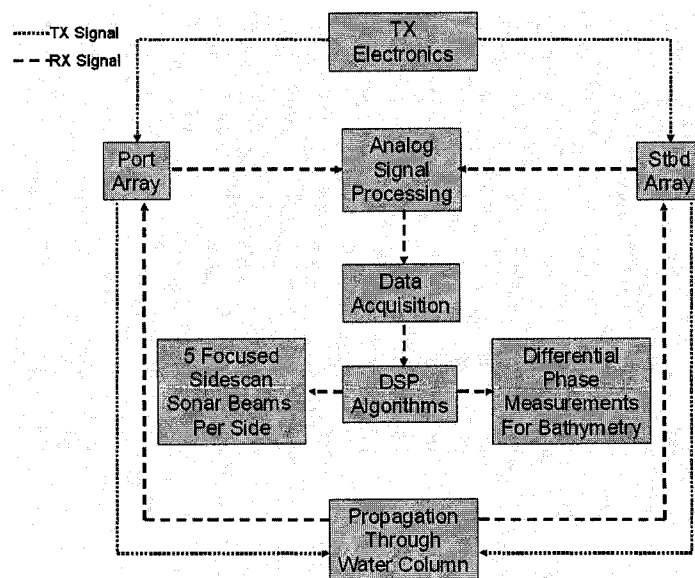 TX Signal
RX Signal
TX
Electronics
Port
Array
Analog
Signal
Processing
Stbd
Array
Data
Acquisition
5 Focused
Sidescan
Sonar Beams
Per Side
DSP
Algorithms
Differential
Phase
Measurements
For Bathymetry
Propagation
Through
Water Column